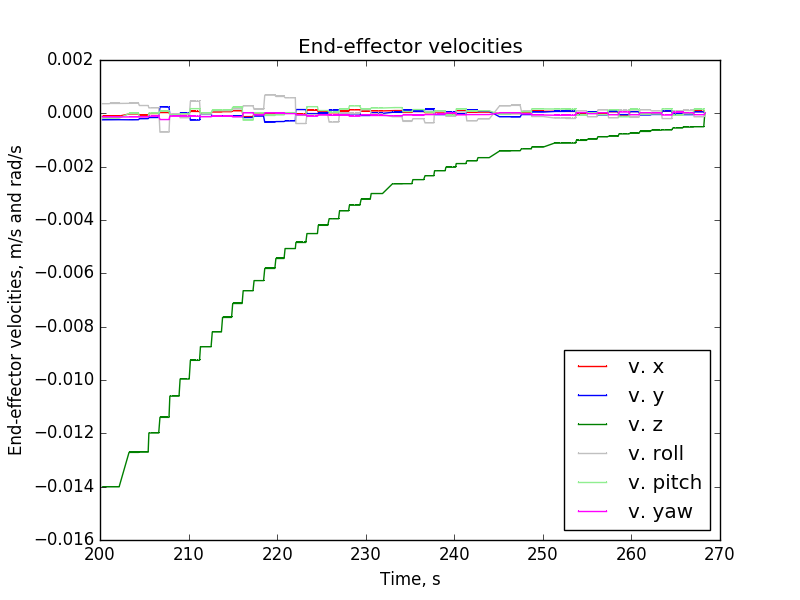 End-effector velocities
End-effector velocities, m/s and rad/s
0.002
0.000
−0.002
−0.004
−0.006
−0.008
−0.010
−0.012
−0.014
−0.016
v. x
v. y
v. z
v. roll
v. pitch
v. yaw
200 210 220 230 240 250 260 270
Time, s